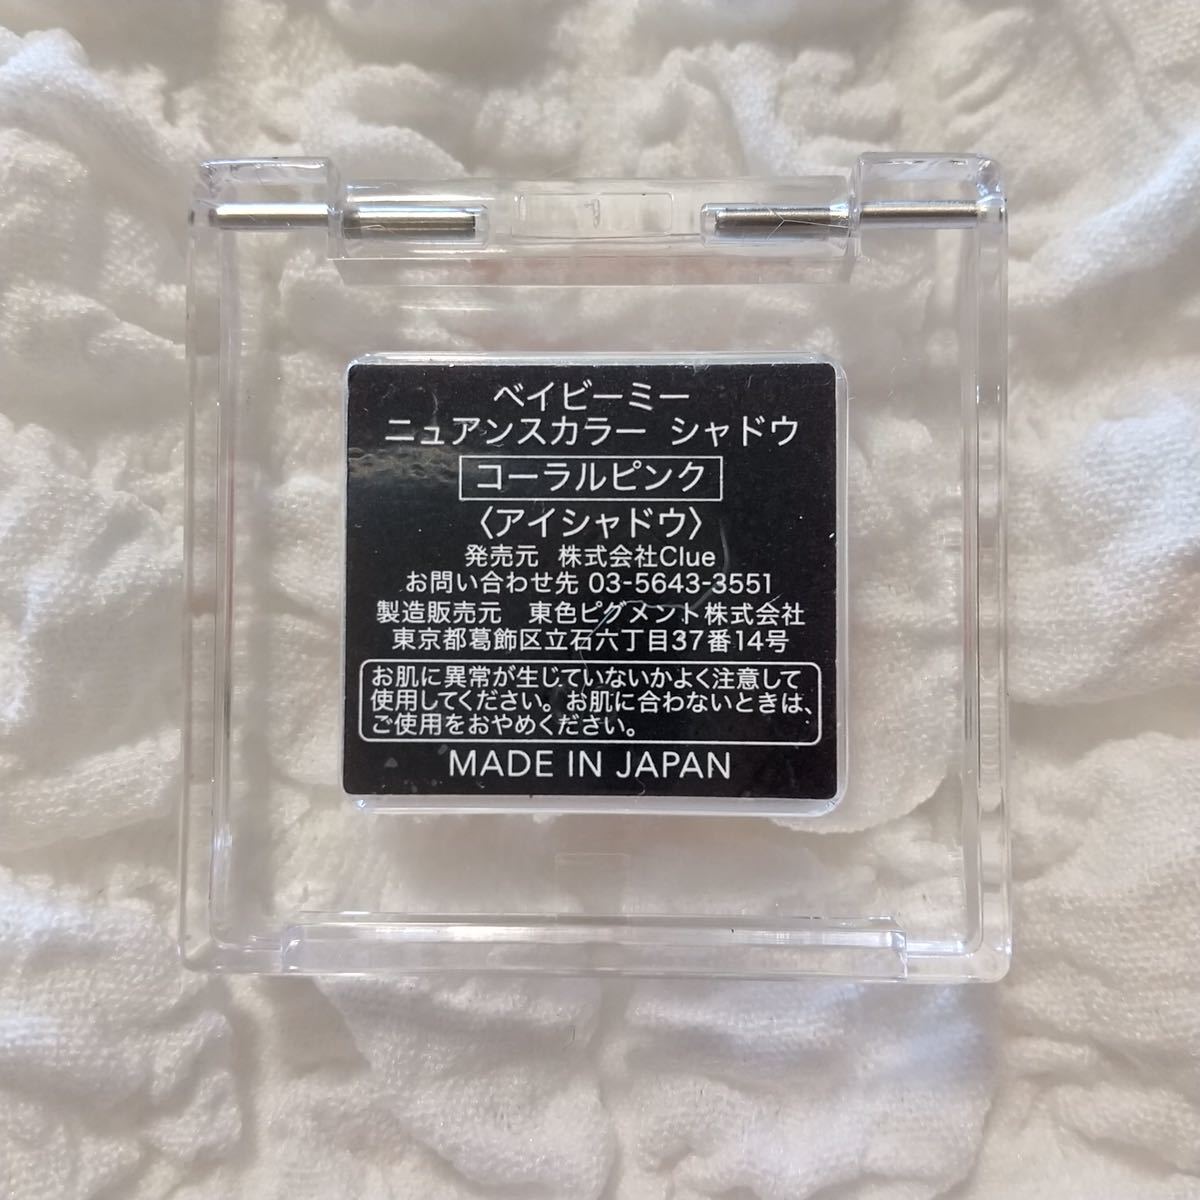 ベイビーミー
ニュアンスカラー シャドウ
コーラルピンク
〈アイシャドウ〉
発売元 株式会社Clue
お問い合わせ先 03-5643-3551
製造販売元 東色ピグメント株式会社
東京都葛飾区立石六丁目37番14号
お肌に異常が生じていないかよく注意して
使用してください。お肌に合わないときは、
ご使用をおやめください。
MADE IN JAPAN